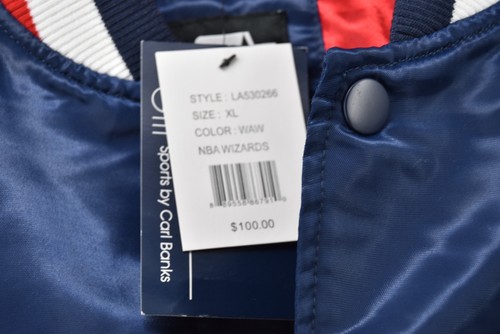 STYLE : LA530266
SIZE : XL
COLOR : WAW
NBA WIZARDS
$100.00
Sports by Carl Banks